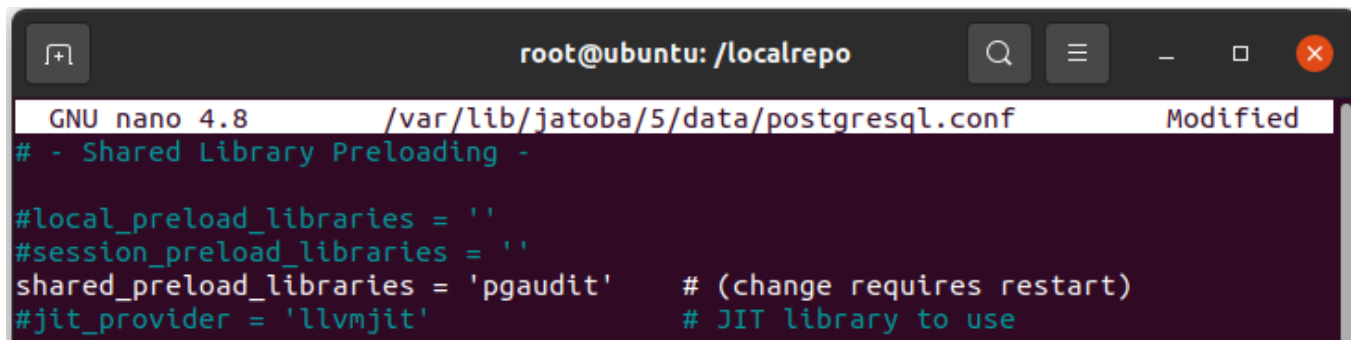 root@ubuntu: /localrepo
GNU nano 4.8 /var/lib/jatoba/5/data/postgresql.conf Modified
# - Shared Library Preloading -
#local_preload_libraries = ''
#session_preload_libraries = ''
shared_preload_libraries = 'pgaudit' # (change requires restart)
#jit_provider = 'llvmjit' # JIT library to use